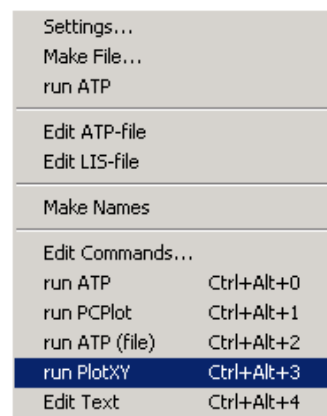 Settings...
Make File...
run ATP
Edit ATP-file
Edit LIS-file
Make Names
Edit Commands...
run ATP Ctrl+Alt+0
run PCPlot Ctrl+Alt+1
run ATP (file) Ctrl+Alt+2
run PlotXY Ctrl+Alt+3
Edit Text Ctrl+Alt+4